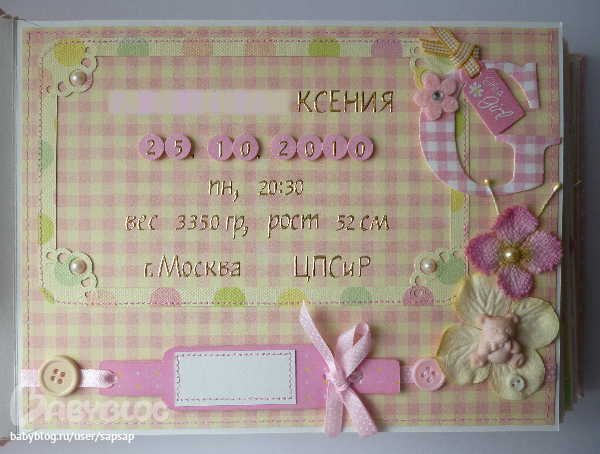 КСЕНИЯ
25. 10. 2010
пн, 20:30
вес 3350 гр, рост 52 см
г. Москва ЦПСиР
G
It's a Girl
BABYBLOG
babyblog.ru/user/sapsap